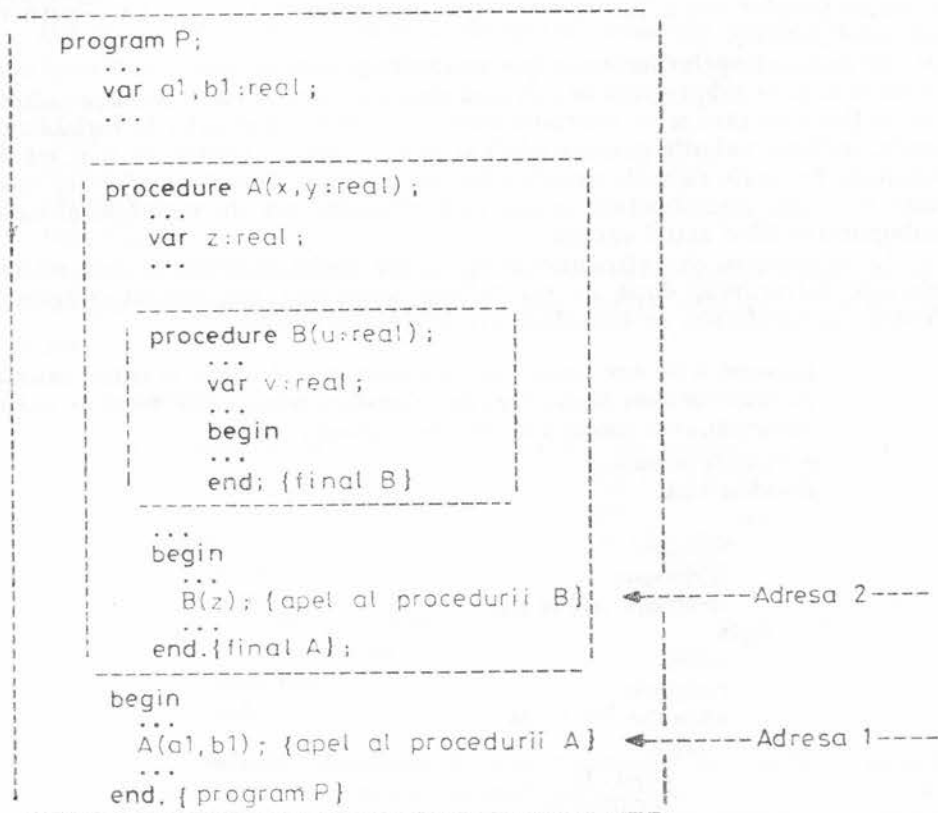 program P;
...
var a1,b1:real;
...
procedure A(x,y:real);
...
var z:real;
...
procedure B(u:real);
...
var v:real;
...
begin
...
end; {final B}
...
begin
...
B(z); {apel al procedurii B} Adresa 2
...
end.{final A};
begin
...
A(a1,b1); {apel al procedurii A} Adresa 1
...
end. {program P}